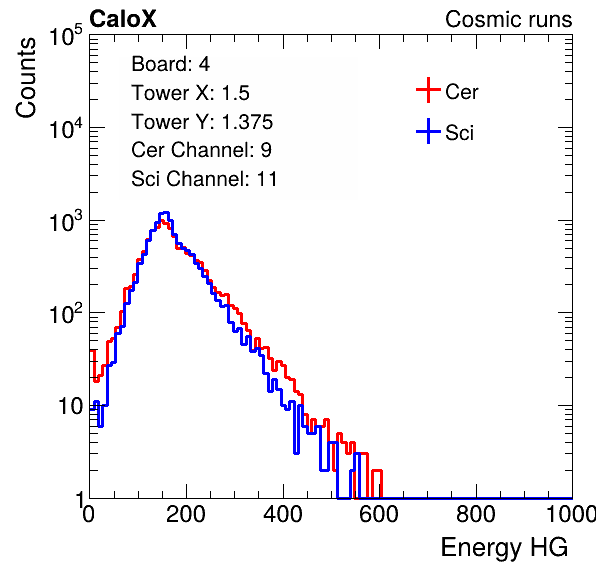 CaloX Cosmic runs
Counts
Board: 4
Tower X: 1.5
Tower Y: 1.375
Cer Channel: 9
Sci Channel: 11
Cer
Sci
10^5
10^4
10^3
10^2
10
1
0 200 400 600 800 1000
Energy HG